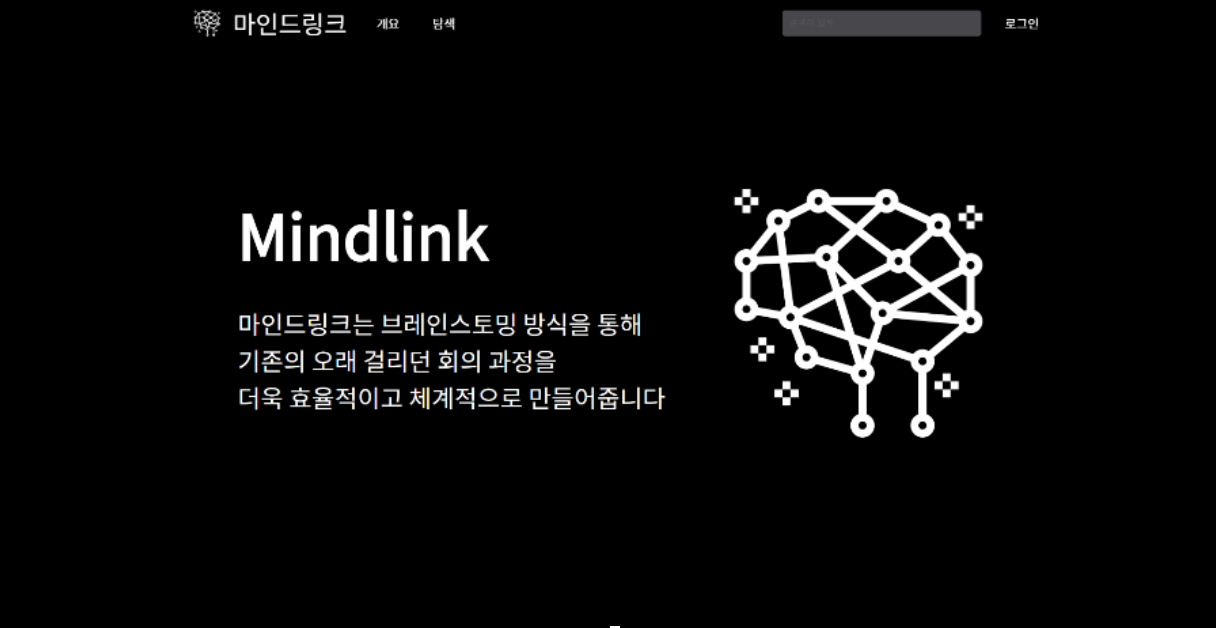 마인드링크
개요
탐색
로그인
Mindlink
마인드링크는 브레인스토밍 방식을 통해
기존의 오래 걸리던 회의 과정을
더욱 효율적이고 체계적으로 만들어줍니다